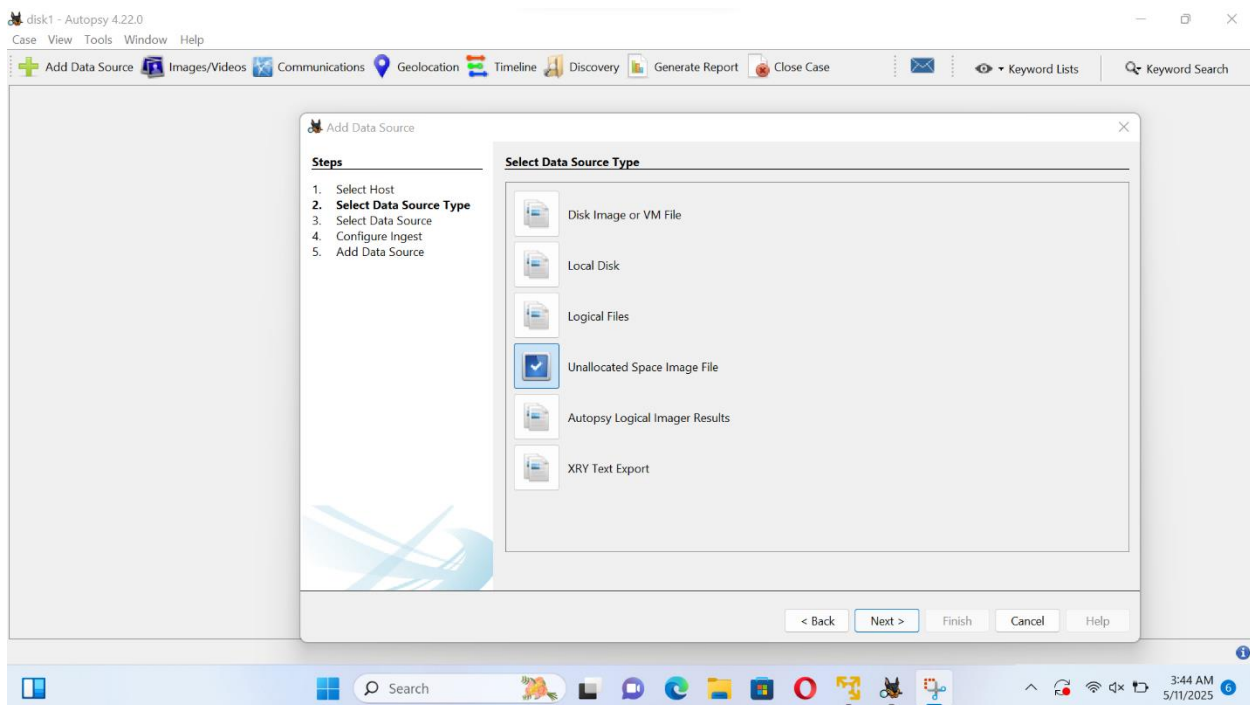 disk1 - Autopsy 4.22.0
Case View Tools Window Help
Add Data Source Images/Videos Communications Geolocation Timeline Discovery Generate Report Close Case Keyword Lists Keyword Search
Add Data Source
Steps
1. Select Host
2. Select Data Source Type
3. Select Data Source
4. Configure Ingest
5. Add Data Source
Select Data Source Type
Disk Image or VM File
Local Disk
Logical Files
Unallocated Space Image File
Autopsy Logical Imager Results
XRY Text Export
< Back Next > Finish Cancel Help
Search
3:44 AM
5/11/2025
6